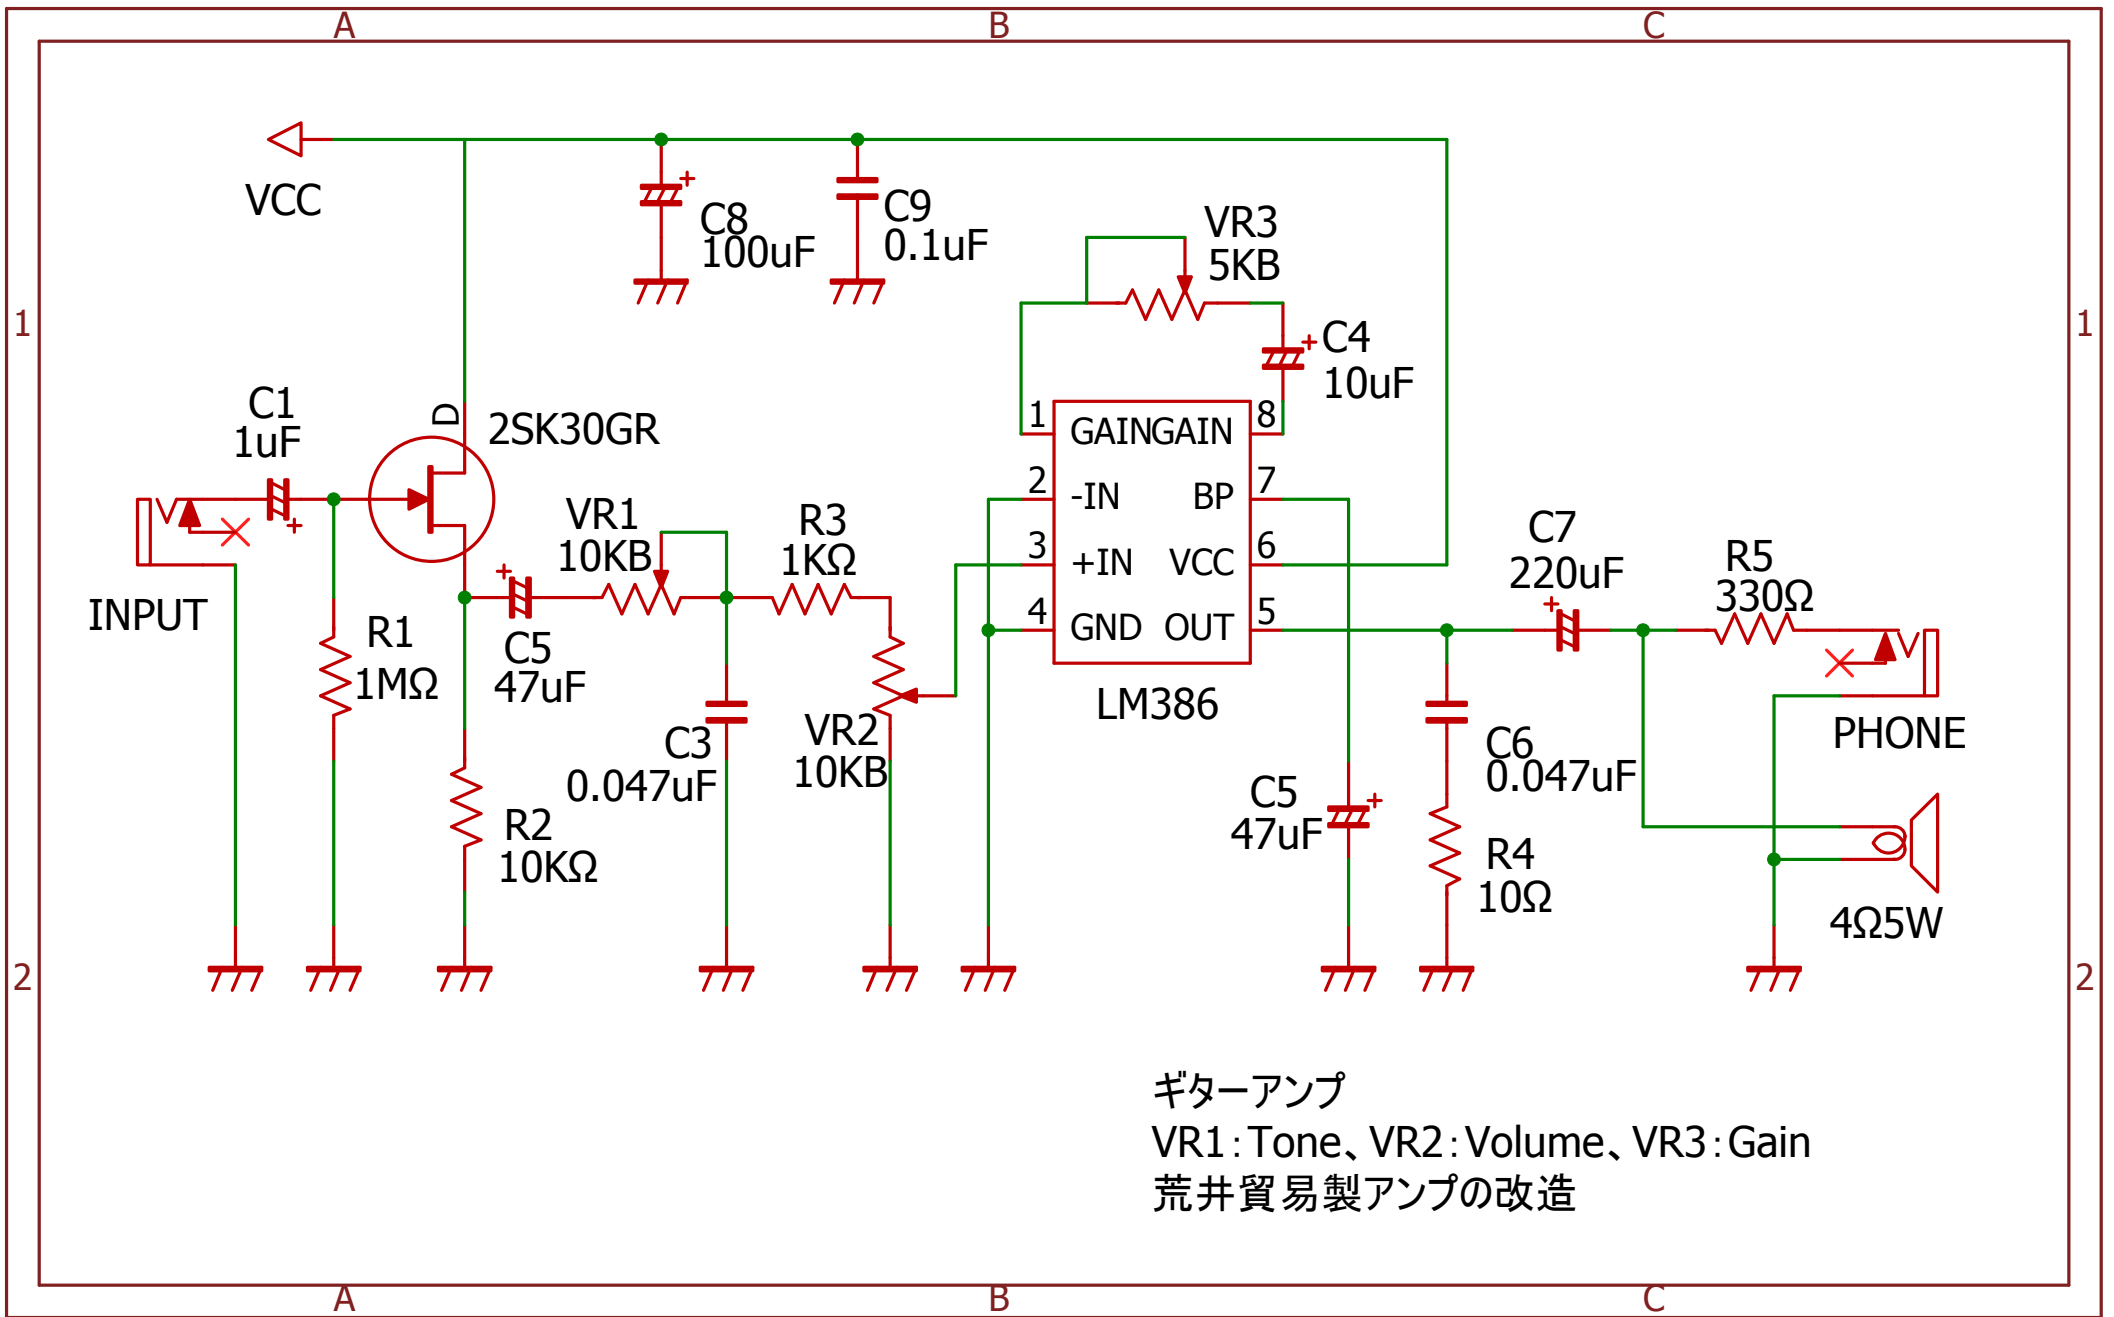 A
B
C
1
1
VCC
C8
100uF
C9
0.1uF
VR3
5KB
C4
10uF
C1
1uF
D
2SK30GR
1
GAIN
GAIN
8
2
-IN
BP
7
3
+IN
VCC
6
4
GND
OUT
5
LM386
INPUT
R1
1MΩ
C5
47uF
VR1
10KB
R3
1KΩ
C7
220uF
R5
330Ω
PHONE
R2
10KΩ
C3
0.047uF
VR2
10KB
C5
47uF
C6
0.047uF
R4
10Ω
4Ω5W
2
2
ギターアンプ
VR1:Tone、VR2:Volume、VR3:Gain
荒井貿易製アンプの改造
A
B
C